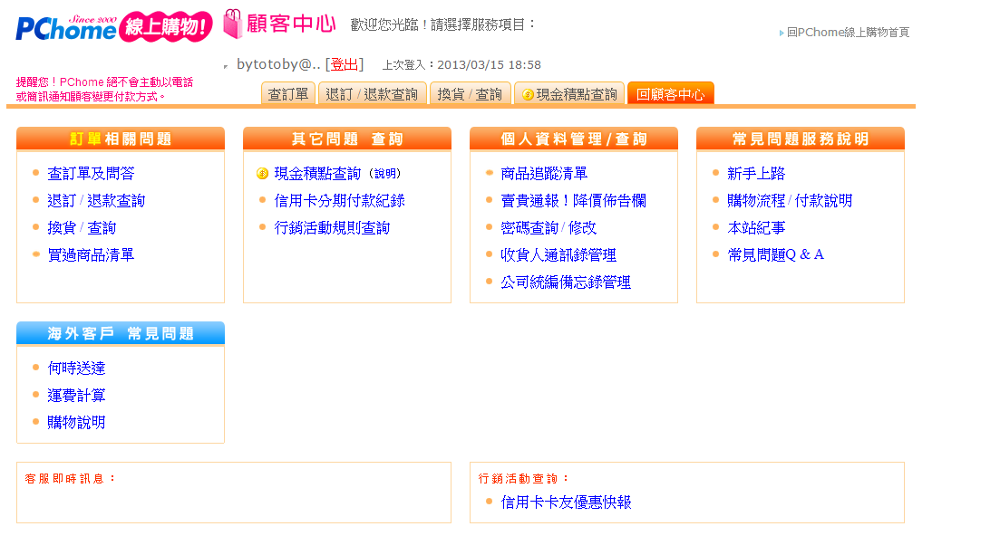 PChome Since 2000 線上購物! 顧客中心 歡迎您光臨！請選擇服務項目：
回PChome線上購物首頁
bytotoby@.. [登出] 上次登入：2013/03/15 18:58
提醒您！PChome 絕不會主動以電話
或簡訊通知顧客變更付款方式。
查訂單 退訂 / 退款查詢 換貨 / 查詢 現金積點查詢 回顧客中心
訂單相關問題
查訂單及問答
退訂 / 退款查詢
換貨 / 查詢
買過商品清單
其它問題 查詢
現金積點查詢 (說明)
信用卡分期付款紀錄
行銷活動規則查詢
個人資料管理/查詢
商品追蹤清單
賣貴通報！降價佈告欄
密碼查詢 / 修改
收貨人通訊錄管理
公司統編備忘錄管理
常見問題服務說明
新手上路
購物流程 / 付款說明
本站紀事
常見問題Q & A
海外客戶 常見問題
何時送達
運費計算
購物說明
客服即時訊息：
行銷活動查詢：
信用卡卡友優惠快報